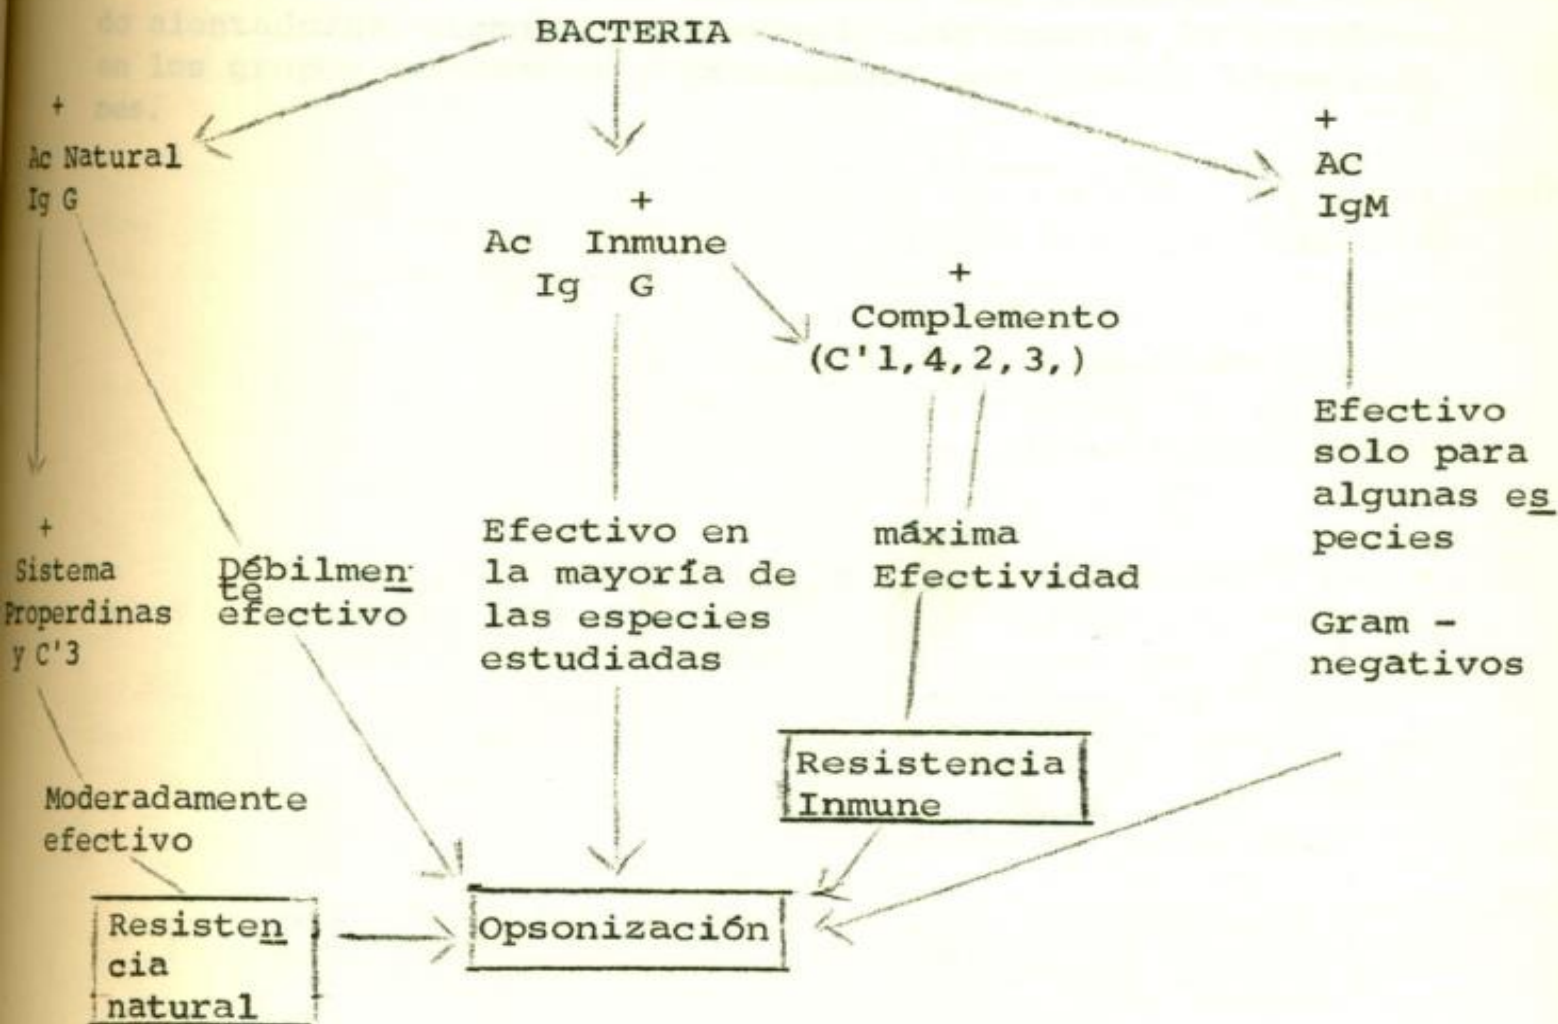 BACTERIA
+
Ac Natural
Ig G
+
Ac Inmune
Ig G
+
Complemento
(C'1,4,2,3,)
+
AC
IgM
+
Sistema
Properdinas
y C'3
Débilmen
te
efectivo
Efectivo en
la mayoría de
las especies
estudiadas
máxima
Efectividad
Efectivo
solo para
algunas es
pecies
Gram -
negativos
Moderadamente
efectivo
Resistencia
Inmune
Resisten
cia
natural
Opsonización